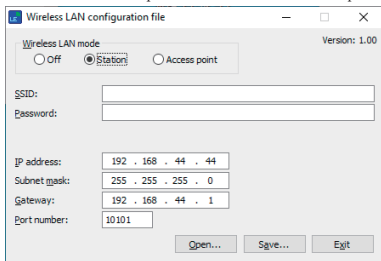 Wireless LAN configuration file
Wireless LAN mode
Version: 1.00
Off Station Access point
SSID:
Password:
IP address: 192 . 168 . 44 . 44
Subnet mask: 255 . 255 . 255 . 0
Gateway: 192 . 168 . 44 . 1
Port number: 10101
Open... Save... Exit